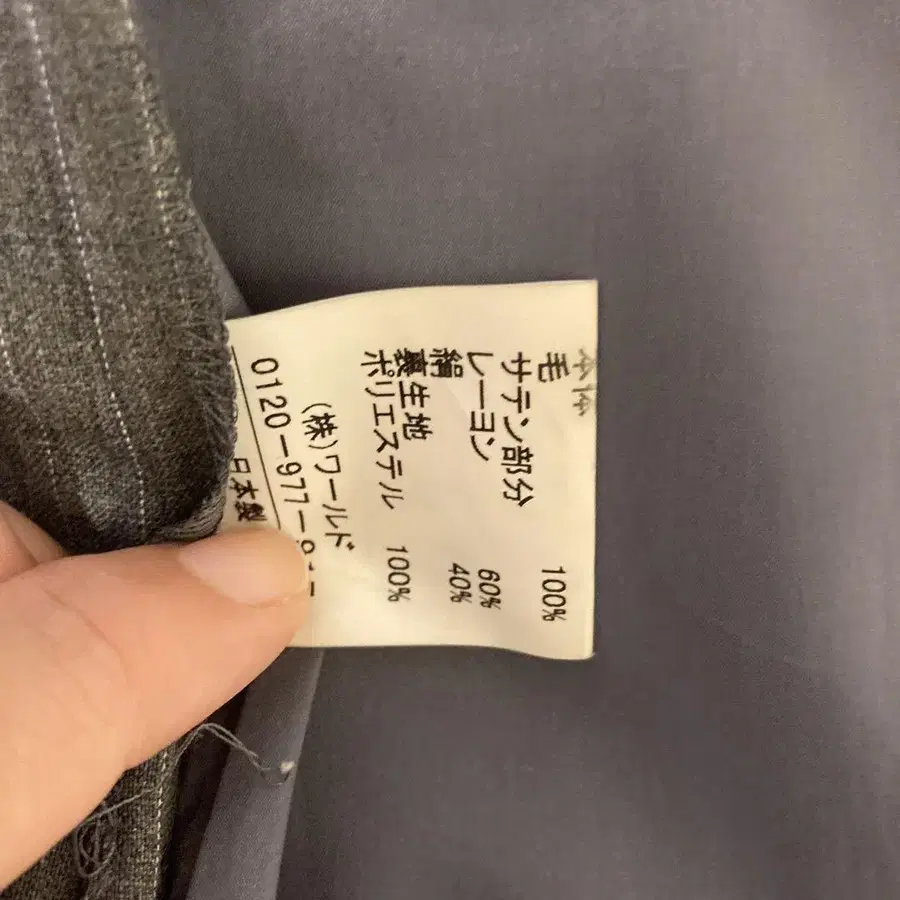 本体
毛 100%
サテン部分
レーヨン 60%
絹 40%
裏生地
ポリエステル 100%
(株)ワールド
0120-977-
日本製